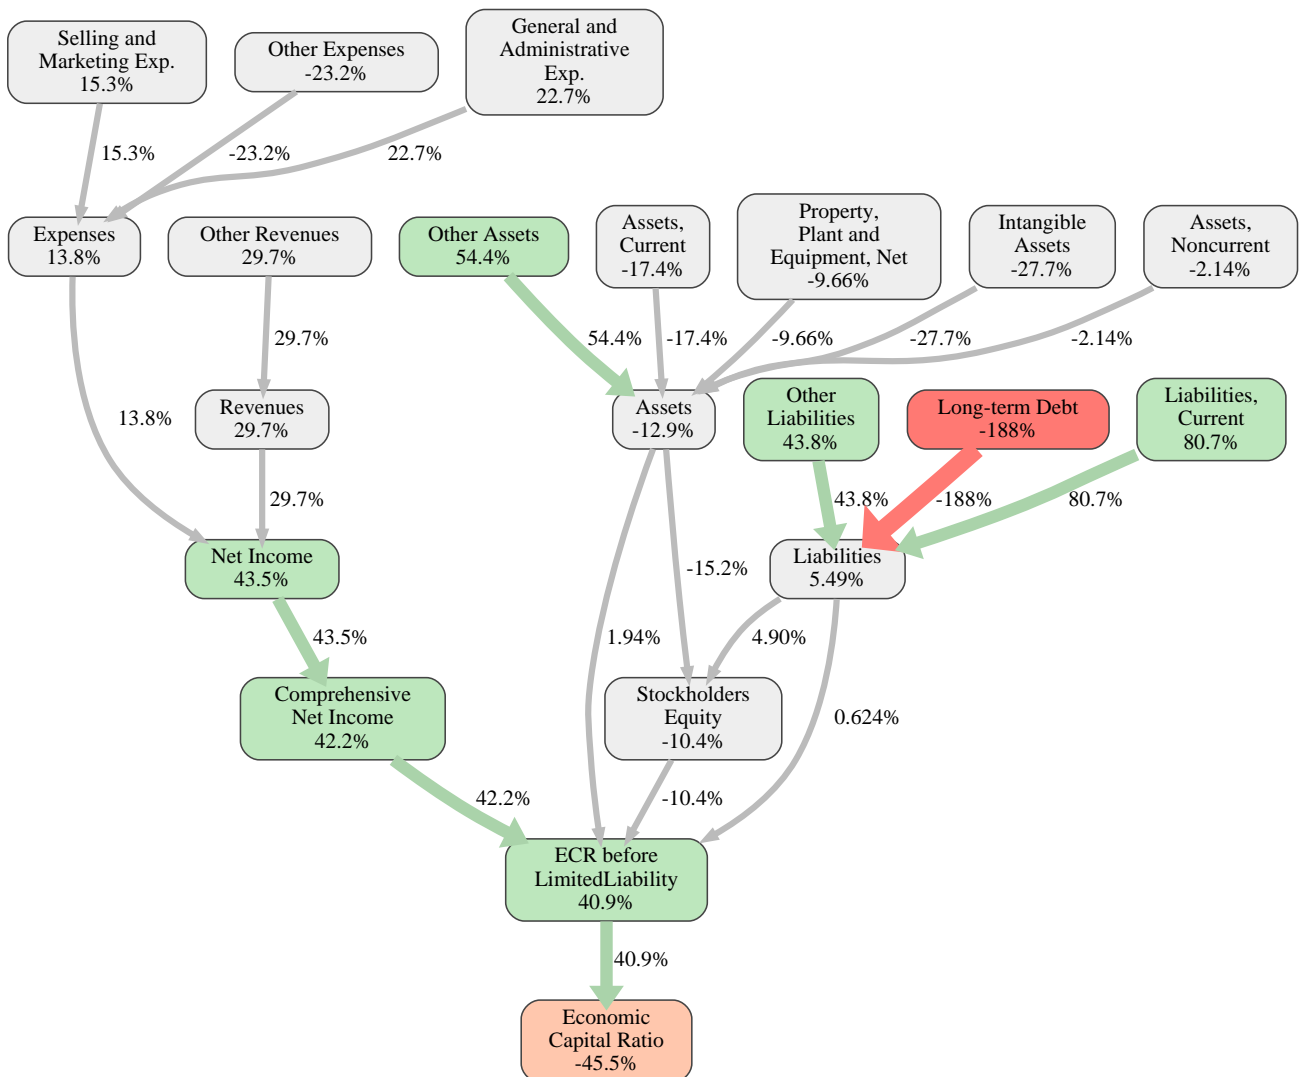 Selling and
Marketing Exp.
15.3%
Other Expenses
-23.2%
General and
Administrative
Exp.
22.7%
15.3%
-23.2%
22.7%
Expenses
13.8%
Other Revenues
29.7%
Other Assets
54.4%
Assets,
Current
-17.4%
Property,
Plant and
Equipment, Net
-9.66%
Intangible
Assets
-27.7%
Assets,
Noncurrent
-2.14%
29.7%
54.4%
-17.4%
-9.66%
-27.7%
-2.14%
13.8%
Revenues
29.7%
Assets
-12.9%
Other
Liabilities
43.8%
Long-term Debt
-188%
Liabilities,
Current
80.7%
29.7%
43.8%
-188%
80.7%
Net Income
43.5%
-15.2%
Liabilities
5.49%
43.5%
1.94%
4.90%
Comprehensive
Net Income
42.2%
Stockholders
Equity
-10.4%
0.624%
42.2%
-10.4%
ECR before
LimitedLiability
40.9%
40.9%
Economic
Capital Ratio
-45.5%